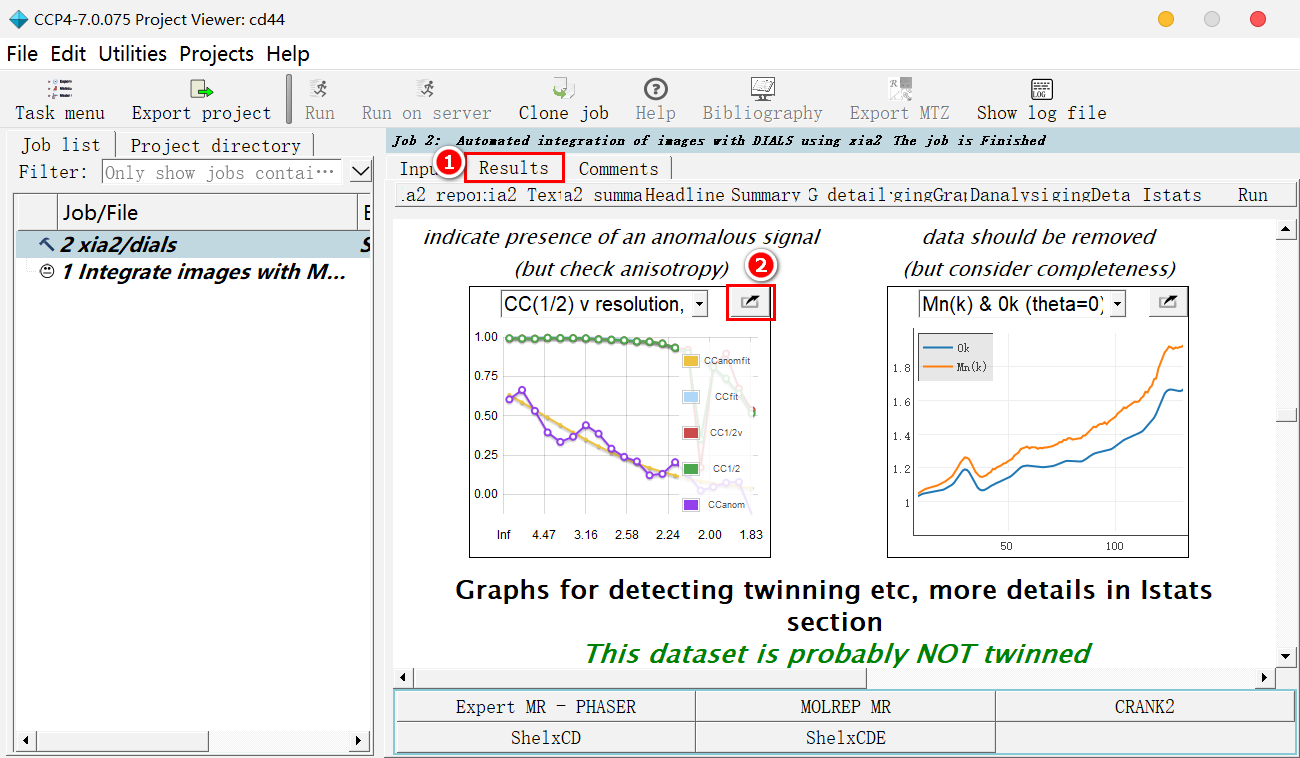 CCP4-7.0.075 Project Viewer: cd44
File Edit Utilities Projects Help
Task menu Export project Run Run on server Clone job Help Bibliography Export MTZ Show log file
Job list Project directory
Filter: Only show jobs contai···
Job/File E
2 xia2/dials S
1 Integrate images with M...
Job 2: Automated integration of images with DIALS using xia2 The job is Finished
Inpu 1 Results Comments
.a2 repor ia2 Tex a2 summa Headline Summary G detail ging Gra Danalysi ging Deta Istats Run
indicate presence of an anomalous signal
(but check anisotropy) 2
data should be removed
(but consider completeness)
CC(1/2) v resolution,
1.00
0.75
0.50
0.25
0.00
CCanomfit
CCfit
CC1/2v
CC1/2
CCanom
Inf 4.47 3.16 2.58 2.24 2.00 1.83
Mn(k) & 0k (theta=0)
0k
Mn(k)
1.8
1.6
1.4
1.2
1
50 100
Graphs for detecting twinning etc, more details in Istats
section
This dataset is probably NOT twinned
Expert MR - PHASER MOLREP MR CRANK2
ShelxCD ShelxCDE